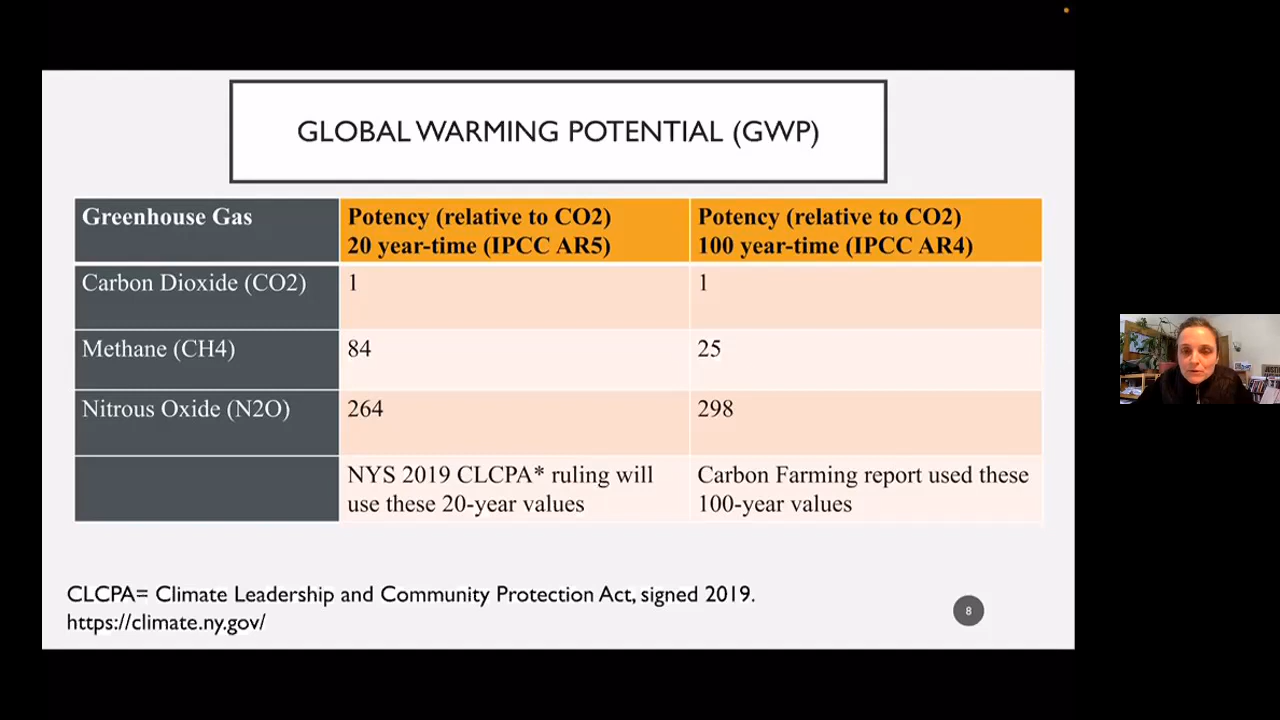 GLOBAL WARMING POTENTIAL (GWP)
Greenhouse Gas
Potency (relative to CO2)
20 year-time (IPCC AR5)
Potency (relative to CO2)
100 year-time (IPCC AR4)
Carbon Dioxide (CO2)
1
1
Methane (CH4)
84
25
Nitrous Oxide (N2O)
264
298
NYS 2019 CLCPA* ruling will
use these 20-year values
Carbon Farming report used these
100-year values
CLCPA= Climate Leadership and Community Protection Act, signed 2019.
https://climate.ny.gov/
8